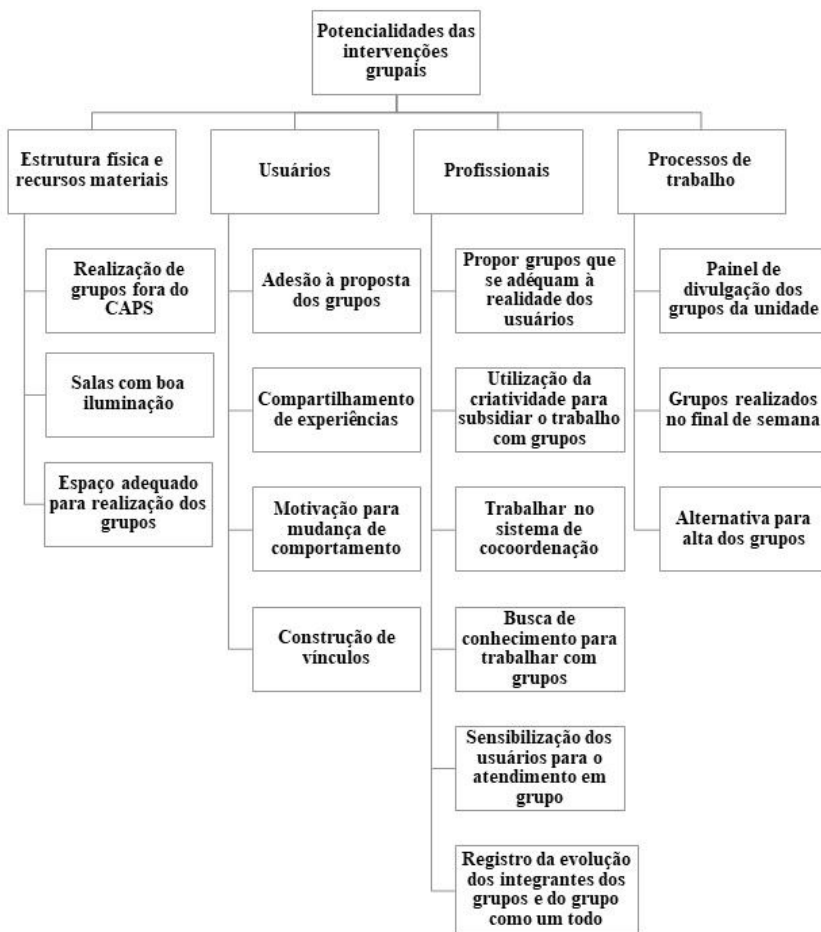 Potencialidades das
intervenções
grupais
Estrutura física e
recursos materiais
Usuários
Profissionais
Processos de
trabalho
Realização de
grupos fora do
CAPS
Salas com boa
iluminação
Espaço adequado
para realização dos
grupos
Adesão à proposta
dos grupos
Compartilhamento
de experiências
Motivação para
mudança de
comportamento
Construção de
vínculos
Propor grupos que
se adéquam à
realidade dos
usuários
Utilização da
criatividade para
subsidiar o trabalho
com grupos
Trabalhar no
sistema de
cocoordenação
Busca de
conhecimento para
trabalhar com
grupos
Sensibilização dos
usuários para o
atendimento em
grupo
Registro da evolução
dos integrantes dos
grupos e do grupo
como um todo
Painel de
divulgação dos
grupos da unidade
Grupos realizados
no final de semana
Alternativa para
alta dos grupos